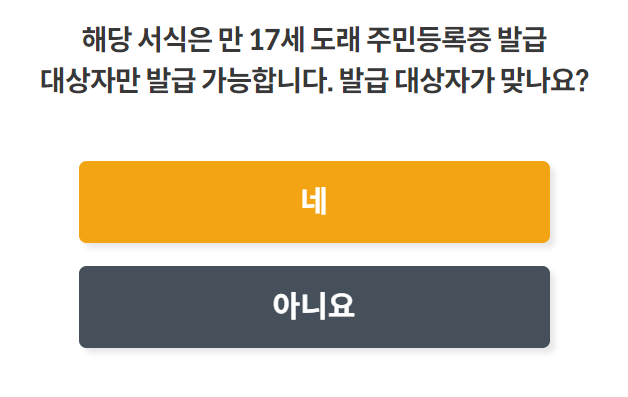 해당 서식은 만 17세 도래 주민등록증 발급
대상자만 발급 가능합니다. 발급 대상자가 맞나요?
네
아니요